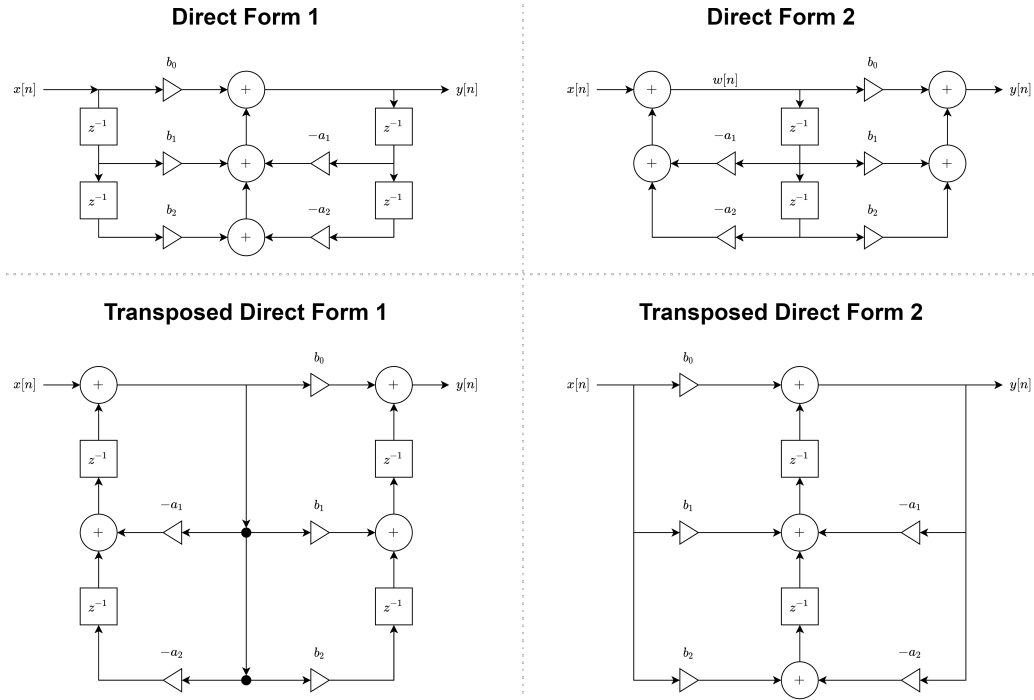 Direct Form 1
b₀
x[n] + y[n]
z⁻¹ z⁻¹
b₁ −a₁
+
z⁻¹ z⁻¹
b₂ −a₂
+
Direct Form 2
w[n] b₀
x[n] + + y[n]
z⁻¹
−a₁ b₁
+ +
z⁻¹
−a₂ b₂
Transposed Direct Form 1
b₀
x[n] + + y[n]
z⁻¹ z⁻¹
−a₁ b₁
+ +
z⁻¹ z⁻¹
−a₂ b₂
Transposed Direct Form 2
b₀
x[n] + y[n]
z⁻¹
b₁ −a₁
+
z⁻¹
b₂ −a₂
+